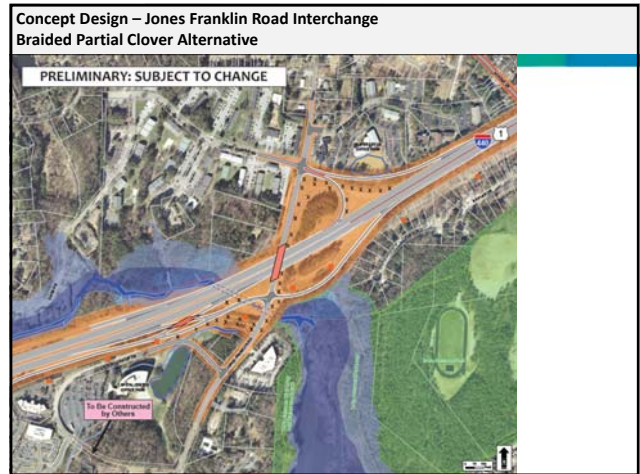 Concept Design – Jones Franklin Road Interchange
Braided Partial Clover Alternative
PRELIMINARY: SUBJECT TO CHANGE
440
1
To Be Constructed
by Others